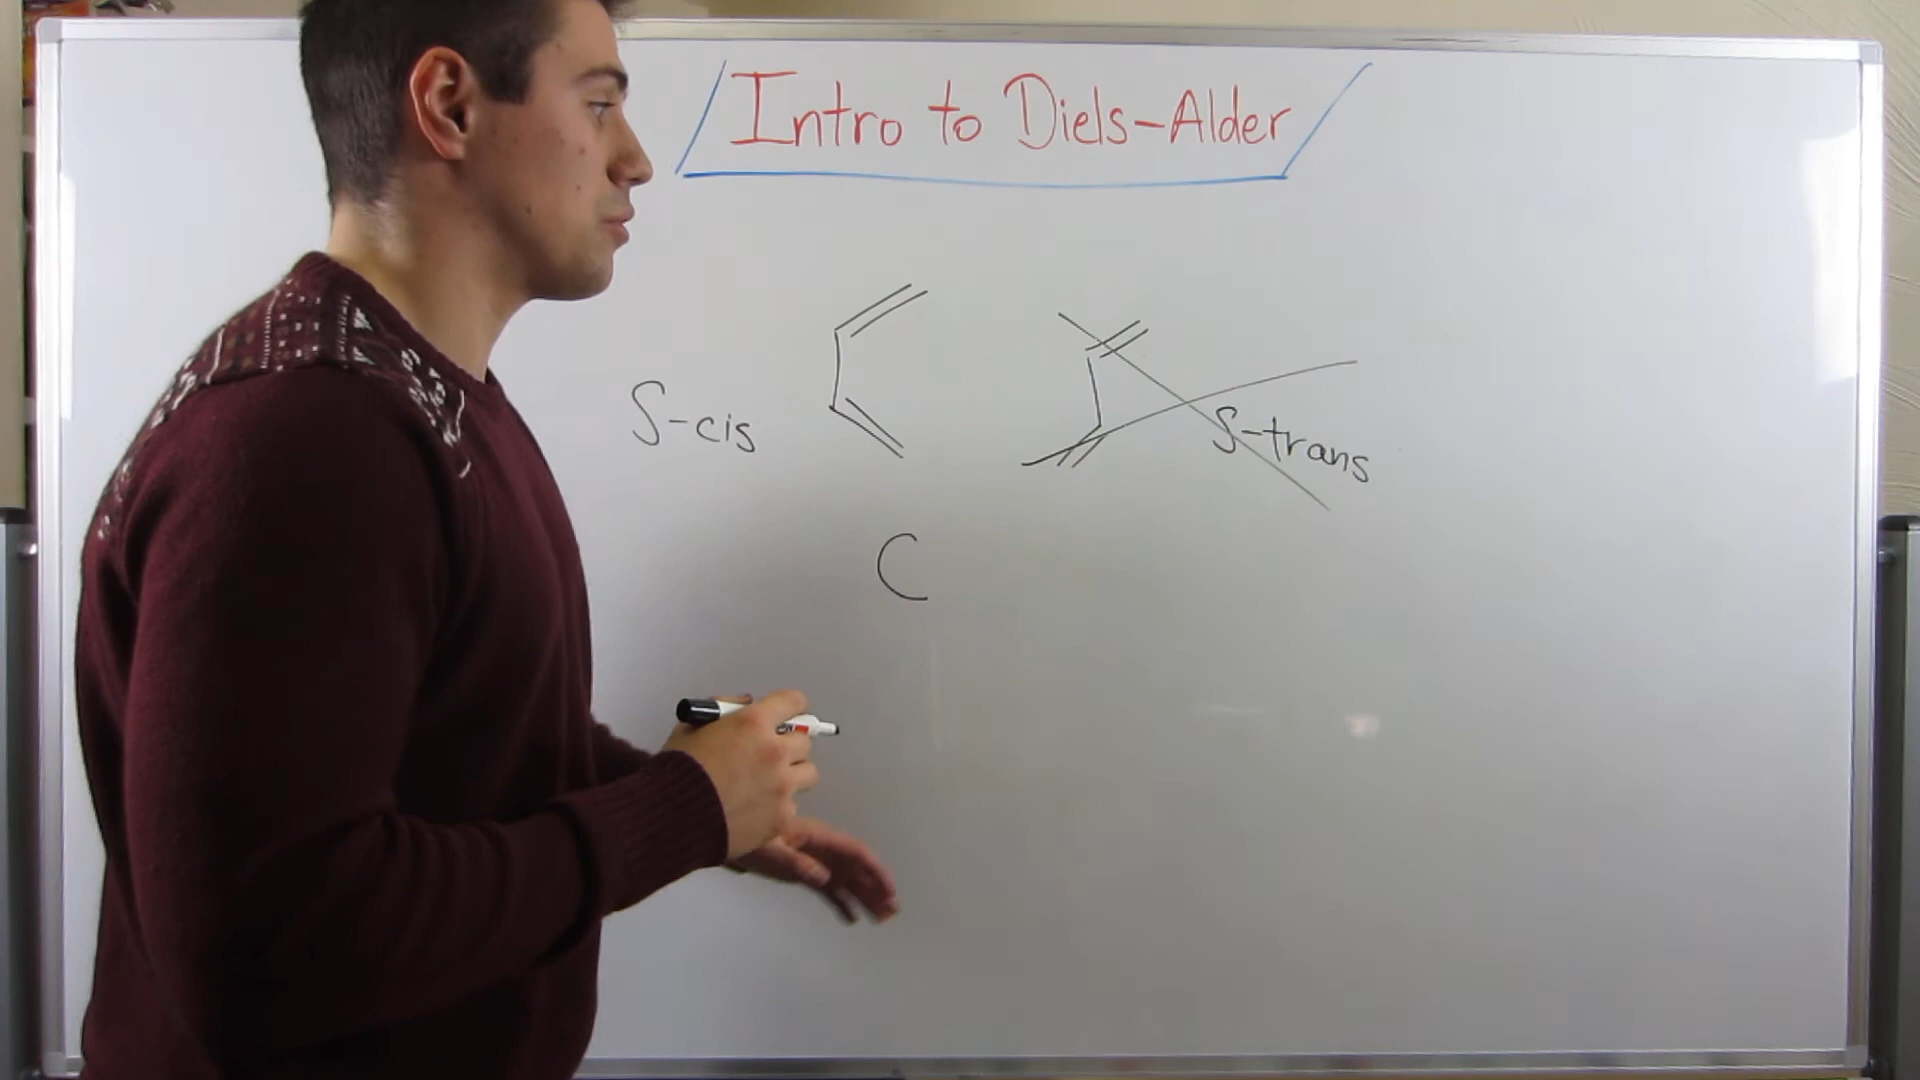 Intro to Diels-Alder
S-cis
S-trans
C